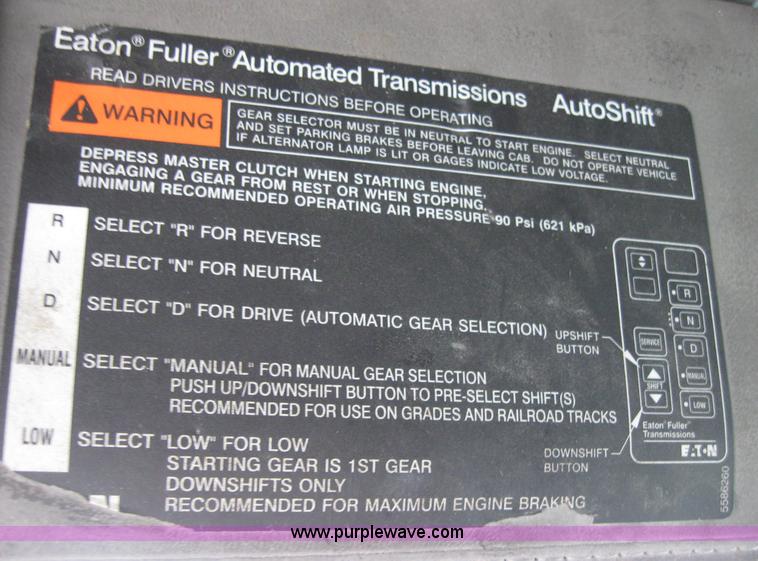 Eaton® Fuller® Automated Transmissions AutoShift®
READ DRIVERS INSTRUCTIONS BEFORE OPERATING
WARNING
GEAR SELECTOR MUST BE IN NEUTRAL TO START ENGINE. SELECT NEUTRAL
AND SET PARKING BRAKES BEFORE LEAVING CAB. DO NOT OPERATE VEHICLE
IF ALTERNATOR LAMP IS LIT OR GAGES INDICATE LOW VOLTAGE.
DEPRESS MASTER CLUTCH WHEN STARTING ENGINE,
ENGAGING A GEAR FROM REST OR WHEN STOPPING.
MINIMUM RECOMMENDED OPERATING AIR PRESSURE 90 Psi (621 kPa)
R SELECT "R" FOR REVERSE
N SELECT "N" FOR NEUTRAL
D SELECT "D" FOR DRIVE (AUTOMATIC GEAR SELECTION)
MANUAL SELECT "MANUAL" FOR MANUAL GEAR SELECTION
PUSH UP/DOWNSHIFT BUTTON TO PRE-SELECT SHIFT(S)
RECOMMENDED FOR USE ON GRADES AND RAILROAD TRACKS
LOW SELECT "LOW" FOR LOW
STARTING GEAR IS 1ST GEAR
DOWNSHIFTS ONLY
RECOMMENDED FOR MAXIMUM ENGINE BRAKING
UPSHIFT
BUTTON
DOWNSHIFT
BUTTON
R
N
SERVICE
D
SHIFT
MANUAL
LOW
Eaton® Fuller®
Transmissions
EATON
5586260
www.purplewave.com